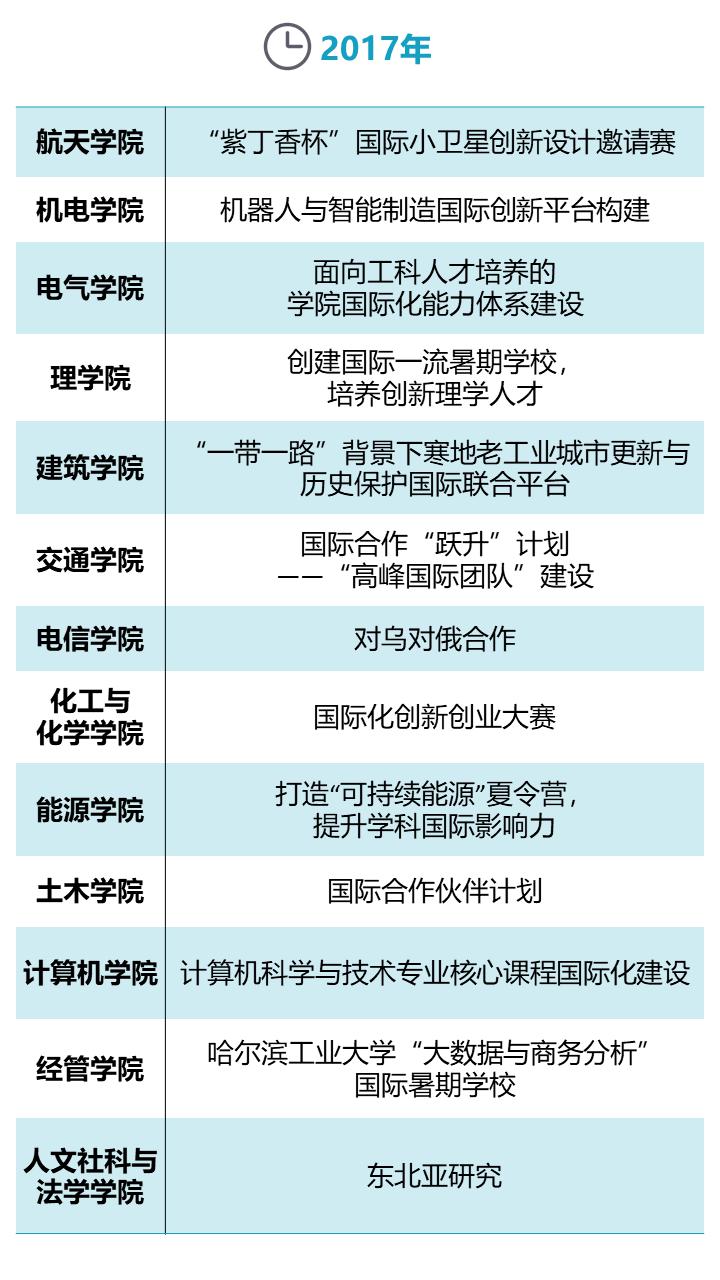 2017年
航天学院
“紫丁香杯”国际小卫星创新设计邀请赛
机电学院
机器人与智能制造国际创新平台构建
电气学院
面向工科人才培养的
学院国际化能力体系建设
理学院
创建国际一流暑期学校，
培养创新理学人才
建筑学院
“一带一路”背景下寒地老工业城市更新与
历史保护国际联合平台
交通学院
国际合作“跃升”计划
——“高峰国际团队”建设
电信学院
对乌对俄合作
化工与
化学学院
国际化创新创业大赛
能源学院
打造“可持续能源”夏令营，
提升学科国际影响力
土木学院
国际合作伙伴计划
计算机学院
计算机科学与技术专业核心课程国际化建设
经管学院
哈尔滨工业大学“大数据与商务分析”
国际暑期学校
人文社科与
法学学院
东北亚研究